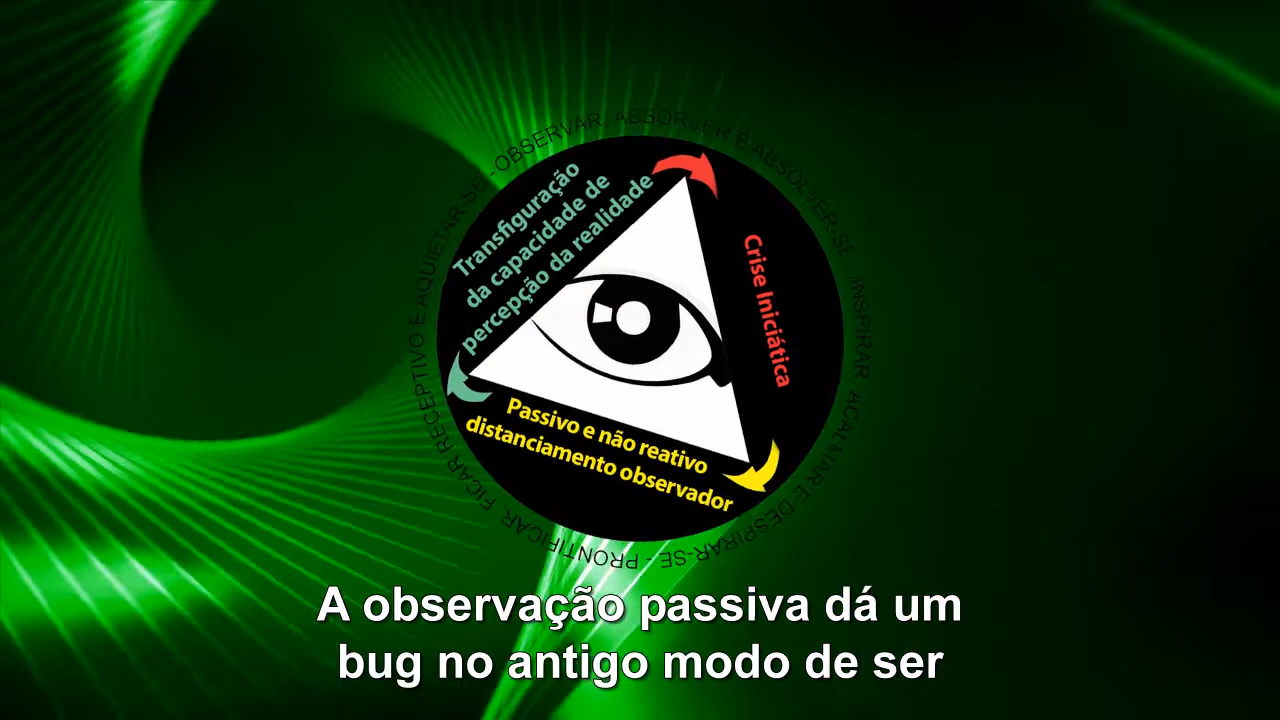 -OBSERVAR, ABSORVER E ABSOLVER-SE - INSPIRAR, ACALMAR E DESPIRAR-SE - PRONTIFICAR, FICAR RECEPTIVO E AQUIETAR-SE
Transfiguração
da capacidade de
percepção da realidade
Crise Iniciática
Passivo e não reativo
distanciamento observador
A observação passiva dá um
bug no antigo modo de ser